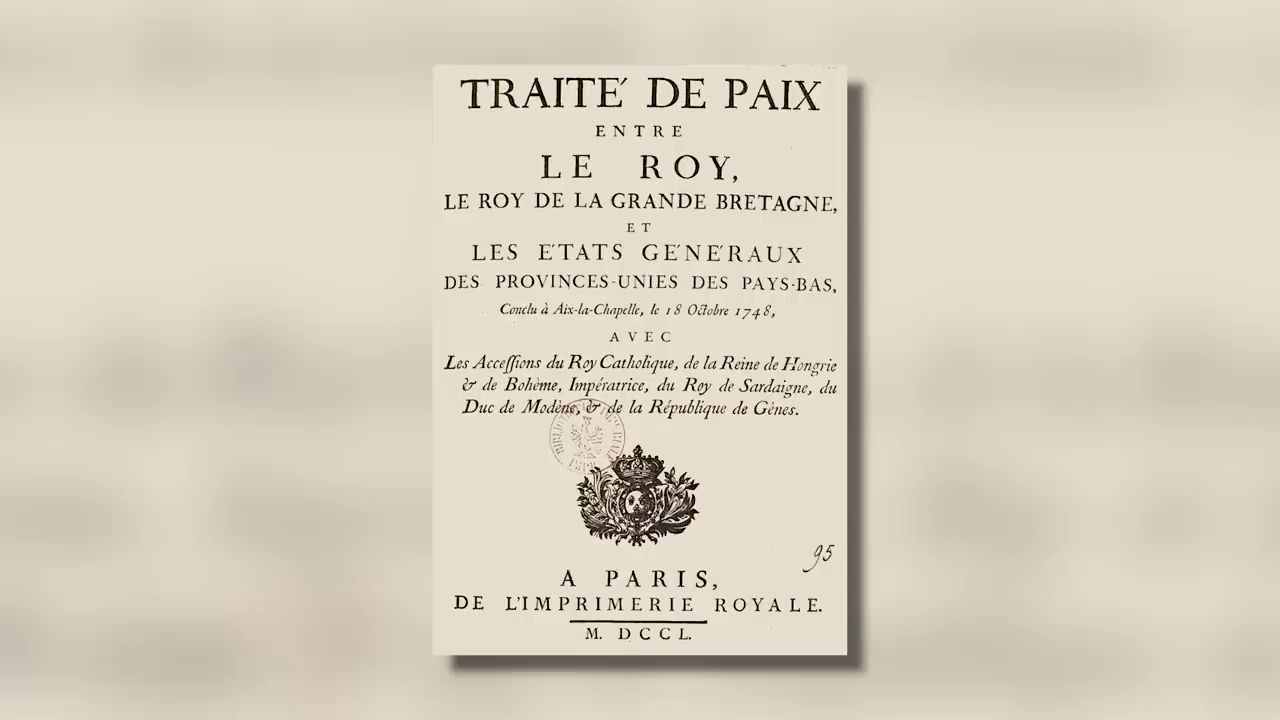 TRAITÉ DE PAIX
ENTRE
LE ROY,
LE ROY DE LA GRANDE BRETAGNE,
ET
LES ÉTATS GÉNÉRAUX
DES PROVINCES-UNIES DES PAYS-BAS,
Conclu à Aix-la-Chapelle, le 18 Octobre 1748,
AVEC
Les Accessions du Roy Catholique, de la Reine de Hongrie
& de Bohème, Impératrice, du Roy de Sardaigne, du
Duc de Modène, & de la République de Gènes.
95
A PARIS,
DE L'IMPRIMERIE ROYALE.
M. DCCL.